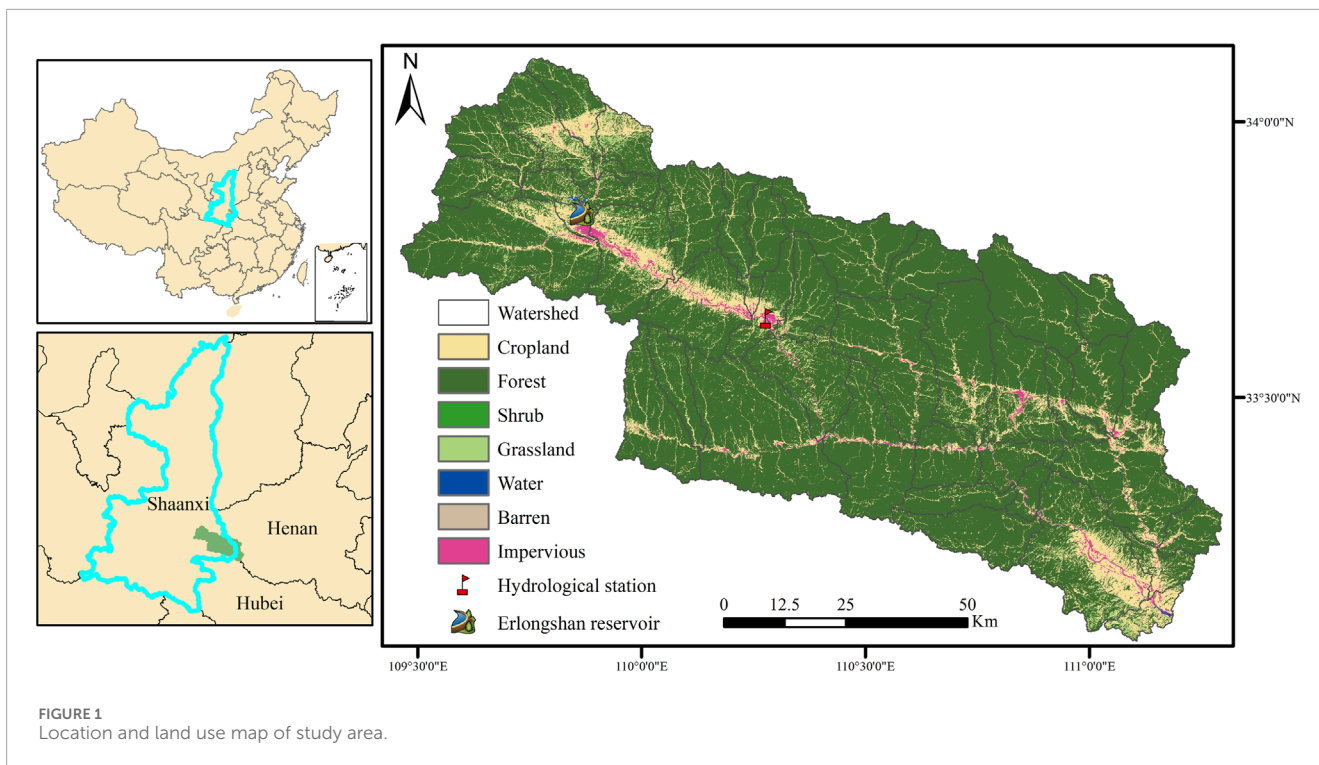 N
34°0'0"N
33°30'0"N
Watershed
Cropland
Forest
Shrub
Grassland
Water
Barren
Impervious
Hydrological station
Erlongshan reservoir
0 12.5 25 50
Km
109°30'0"E 110°0'0"E 110°30'0"E 111°0'0"E
Shaanxi
Henan
Hubei
FIGURE 1
Location and land use map of study area.